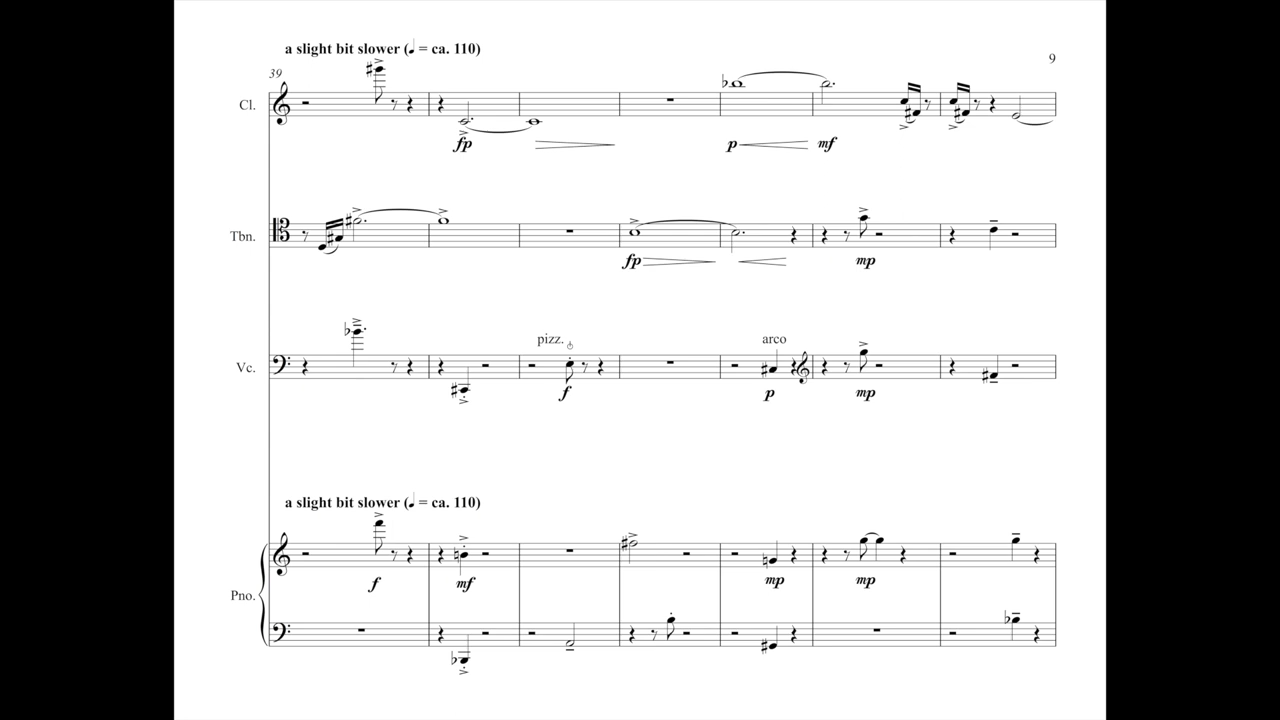 a slight bit slower (♩ = ca. 110)
9
39
Cl.
fp
p
mf
Tbn.
fp
mp
pizz.
arco
Vc.
f
p
mp
a slight bit slower (♩ = ca. 110)
f
mf
mp
mp
Pno.